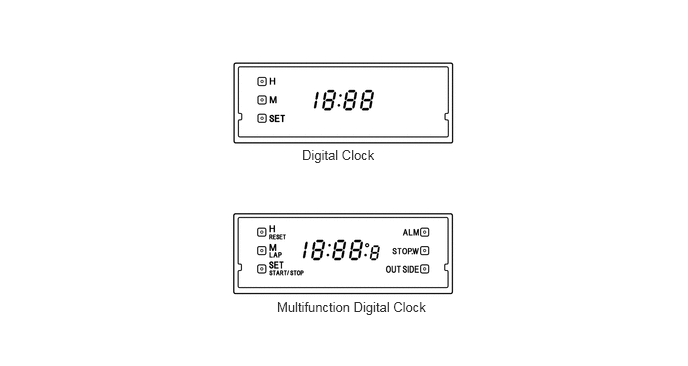 H
M
18:88
SET
Digital Clock
H
RESET
ALM
M
LAP
18:88:°8
STOP.W
SET
START/STOP
OUT SIDE
Multifunction Digital Clock